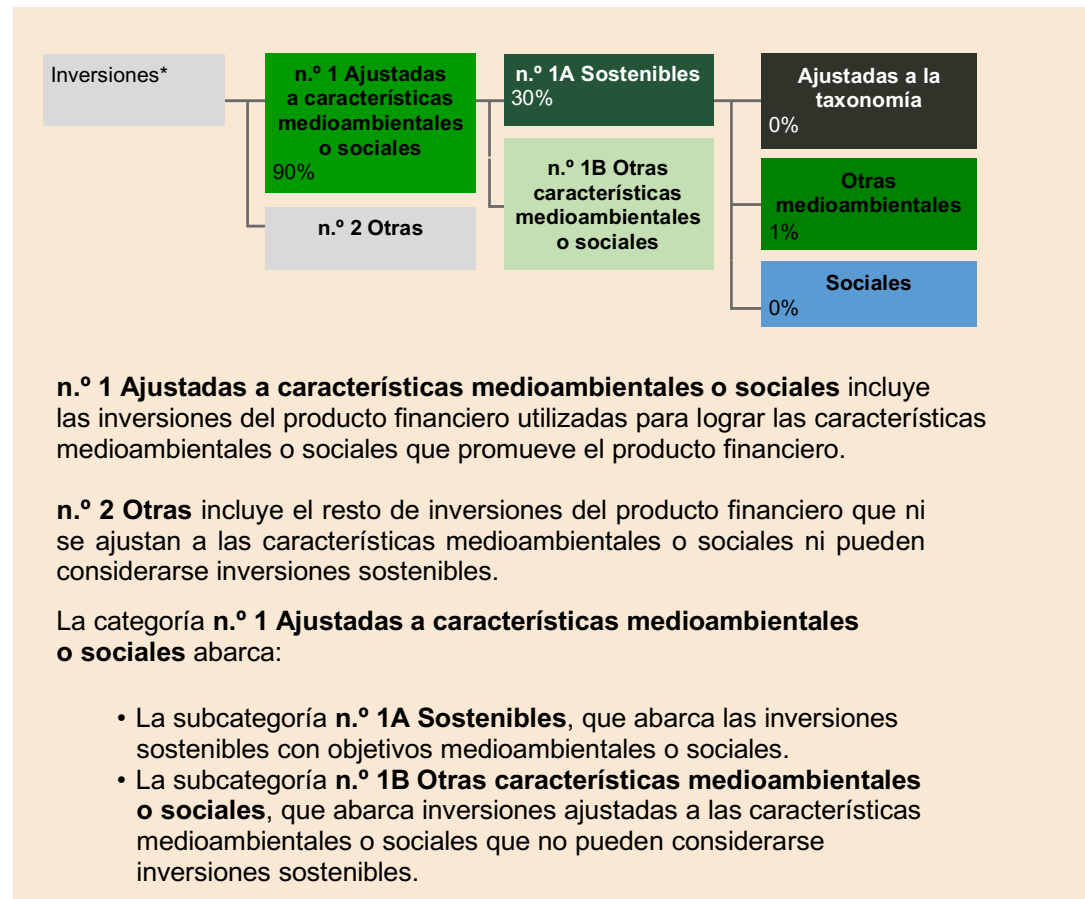 Inversiones*
n.º 1 Ajustadas
a características
medioambientales
o sociales
90%
n.º 2 Otras
n.º 1A Sostenibles
30%
n.º 1B Otras
características
medioambientales
o sociales
Ajustadas a la
taxonomía
0%
Otras
medioambientales
1%
Sociales
0%
n.º 1 Ajustadas a características medioambientales o sociales incluye
las inversiones del producto financiero utilizadas para lograr las características
medioambientales o sociales que promueve el producto financiero.
n.º 2 Otras incluye el resto de inversiones del producto financiero que ni
se ajustan a las características medioambientales o sociales ni pueden
considerarse inversiones sostenibles.
La categoría n.º 1 Ajustadas a características medioambientales
o sociales abarca:
• La subcategoría n.º 1A Sostenibles, que abarca las inversiones
sostenibles con objetivos medioambientales o sociales.
• La subcategoría n.º 1B Otras características medioambientales
o sociales, que abarca inversiones ajustadas a las características
medioambientales o sociales que no pueden considerarse
inversiones sostenibles.